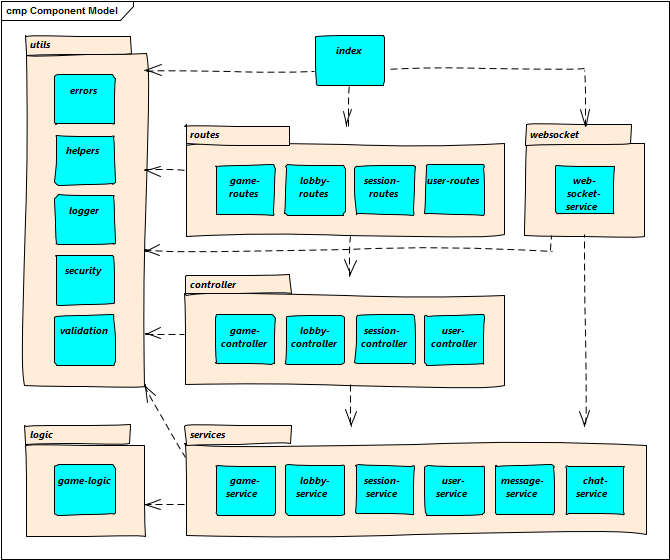 cmp Component Model
utils
errors
helpers
logger
security
validation
index
routes
game-
routes
lobby-
routes
session-
routes
user-routes
websocket
web-
socket-
service
controller
game-
controller
lobby-
controller
session-
controller
user-
controller
logic
game-logic
services
game-
service
lobby-
service
session-
service
user-
service
message-
service
chat-
service